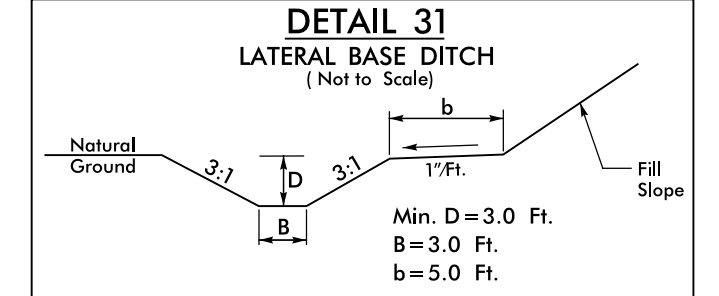 DETAIL 31
LATERAL BASE DITCH
( Not to Scale)
b
Natural
Ground
3:1
D
3:1
1"/Ft.
Fill
Slope
B
Min. D = 3.0 Ft.
B = 3.0 Ft.
b = 5.0 Ft.